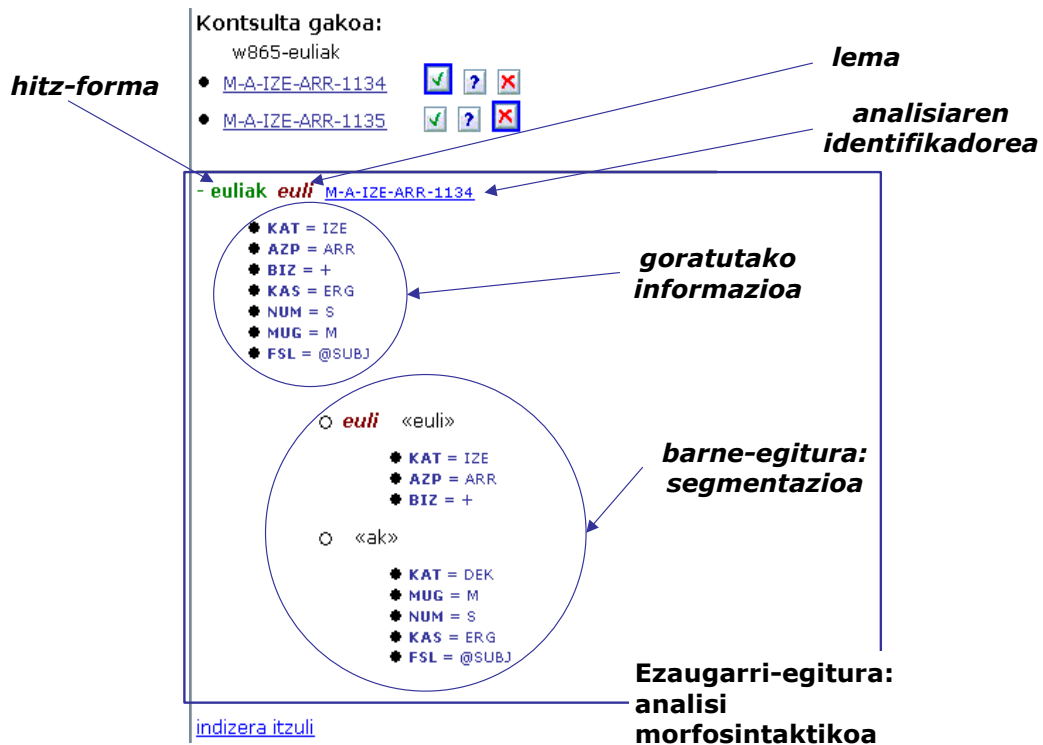 Kontsulta gakoa:
w865-euliak
M-A-IZE-ARR-1134 ?
M-A-IZE-ARR-1135 ?
hitz-forma
lema
analisiaren
identifikadorea
- euliak euli M-A-IZE-ARR-1134
KAT = IZE
AZP = ARR
BIZ = +
KAS = ERG
NUM = S
MUG = M
FSL = @SUBJ
goratutako
informazioa
euli «euli»
KAT = IZE
AZP = ARR
BIZ = +
«ak»
KAT = DEK
MUG = M
NUM = S
KAS = ERG
FSL = @SUBJ
barne-egitura:
segmentazioa
Ezaugarri-egitura:
analisi
morfosintaktikoa
indizera itzuli